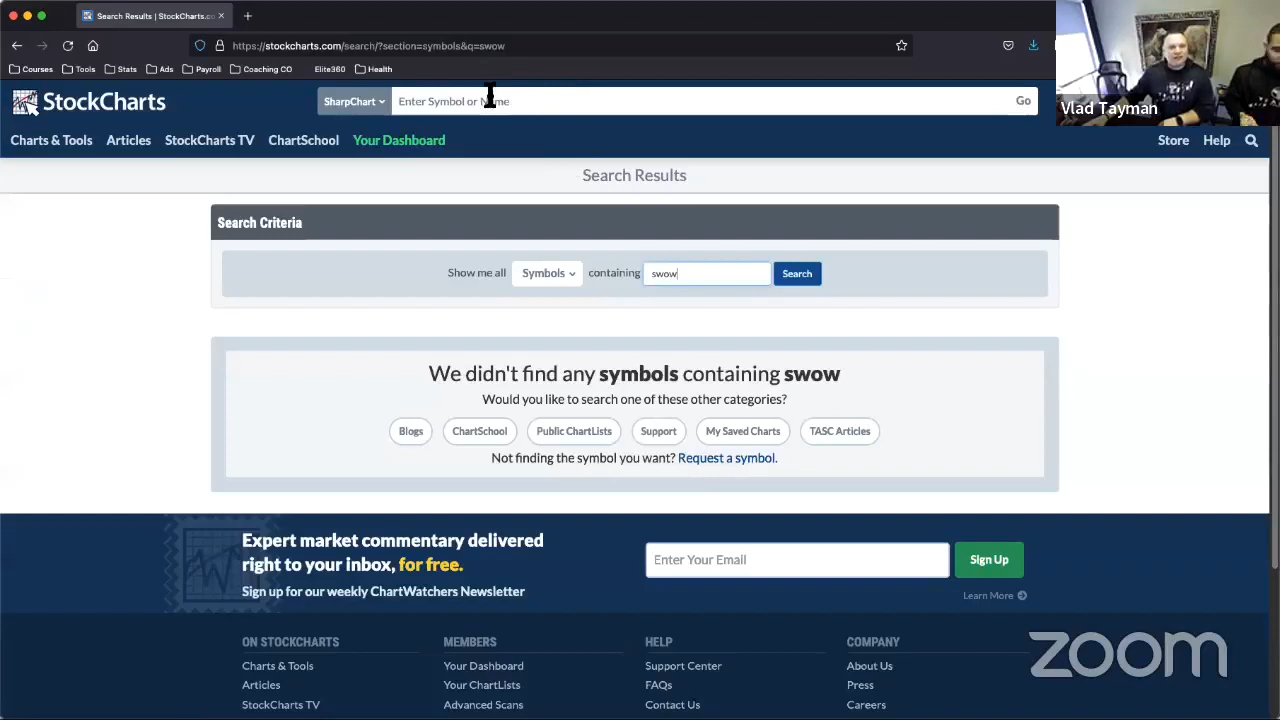 Search Results | StockCharts.co
https://stockcharts.com/search/?section=symbols&q=swow
Courses Tools Stats Ads Payroll Coaching CO Elite360 Health
Vlad Tayman
StockCharts
SharpChart Enter Symbol or Name Go
Charts & Tools Articles StockCharts TV ChartSchool Your Dashboard Store Help
Search Results
Search Criteria
Show me all Symbols containing swow Search
We didn't find any symbols containing swow
Would you like to search one of these other categories?
Blogs ChartSchool Public ChartLists Support My Saved Charts TASC Articles
Not finding the symbol you want? Request a symbol.
Expert market commentary delivered
right to your inbox, for free.
Sign up for our weekly ChartWatchers Newsletter
Enter Your Email Sign Up
Learn More
ON STOCKCHARTS MEMBERS HELP COMPANY
Charts & Tools Your Dashboard Support Center About Us
Articles Your ChartLists FAQs Press
StockCharts TV Advanced Scans Contact Us Careers
zoom